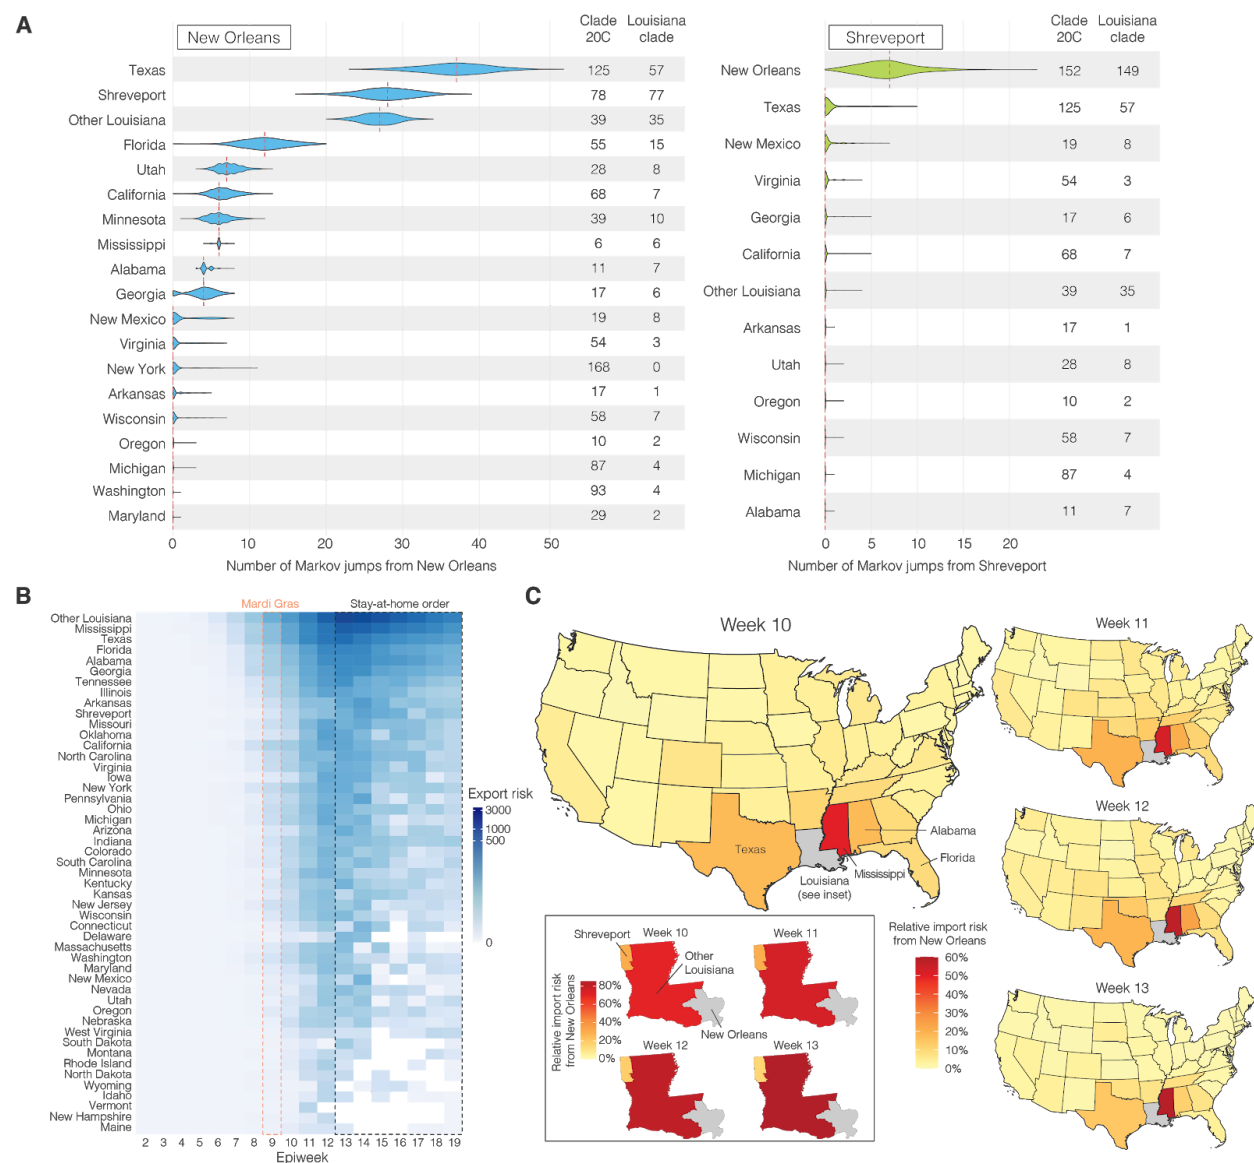 A
New Orleans
Clade 20C
Louisiana clade
Texas 125 57
Shreveport 78 77
Other Louisiana 39 35
Florida 55 15
Utah 28 8
California 68 7
Minnesota 39 10
Mississippi 6 6
Alabama 11 7
Georgia 17 6
New Mexico 19 8
Virginia 54 3
New York 168 0
Arkansas 17 1
Wisconsin 58 7
Oregon 10 2
Michigan 87 4
Washington 93 4
Maryland 29 2
0 10 20 30 40 50
Number of Markov jumps from New Orleans
Shreveport
Clade 20C
Louisiana clade
New Orleans 152 149
Texas 125 57
New Mexico 19 8
Virginia 54 3
Georgia 17 6
California 68 7
Other Louisiana 39 35
Arkansas 17 1
Utah 28 8
Oregon 10 2
Wisconsin 58 7
Michigan 87 4
Alabama 11 7
0 5 10 15 20
Number of Markov jumps from Shreveport
B
Mardi Gras
Stay-at-home order
Other Louisiana
Mississippi
Texas
Florida
Alabama
Georgia
Tennessee
Illinois
Arkansas
Shreveport
Missouri
Oklahoma
California
North Carolina
Virginia
Iowa
New York
Pennsylvania
Ohio
Michigan
Arizona
Indiana
Colorado
South Carolina
Minnesota
Kentucky
Kansas
New Jersey
Wisconsin
Connecticut
Delaware
Massachusetts
Washington
Maryland
New Mexico
Nevada
Utah
Oregon
Nebraska
West Virginia
South Dakota
Montana
Rhode Island
North Dakota
Wyoming
Idaho
Vermont
New Hampshire
Maine
2 3 4 5 6 7 8 9 10 11 12 13 14 15 16 17 18 19
Epiweek
Export risk
3000
1000
500
0
C
Week 10
Texas
Louisiana
(see inset)
Mississippi
Alabama
Florida
Week 11
Week 12
Week 13
Relative import risk
from New Orleans
60%
50%
40%
30%
20%
10%
0%
Shreveport
Week 10
Other
Louisiana
New Orleans
Week 11
Week 12
Week 13
Relative import risk
from New Orleans
80%
60%
40%
20%
0%